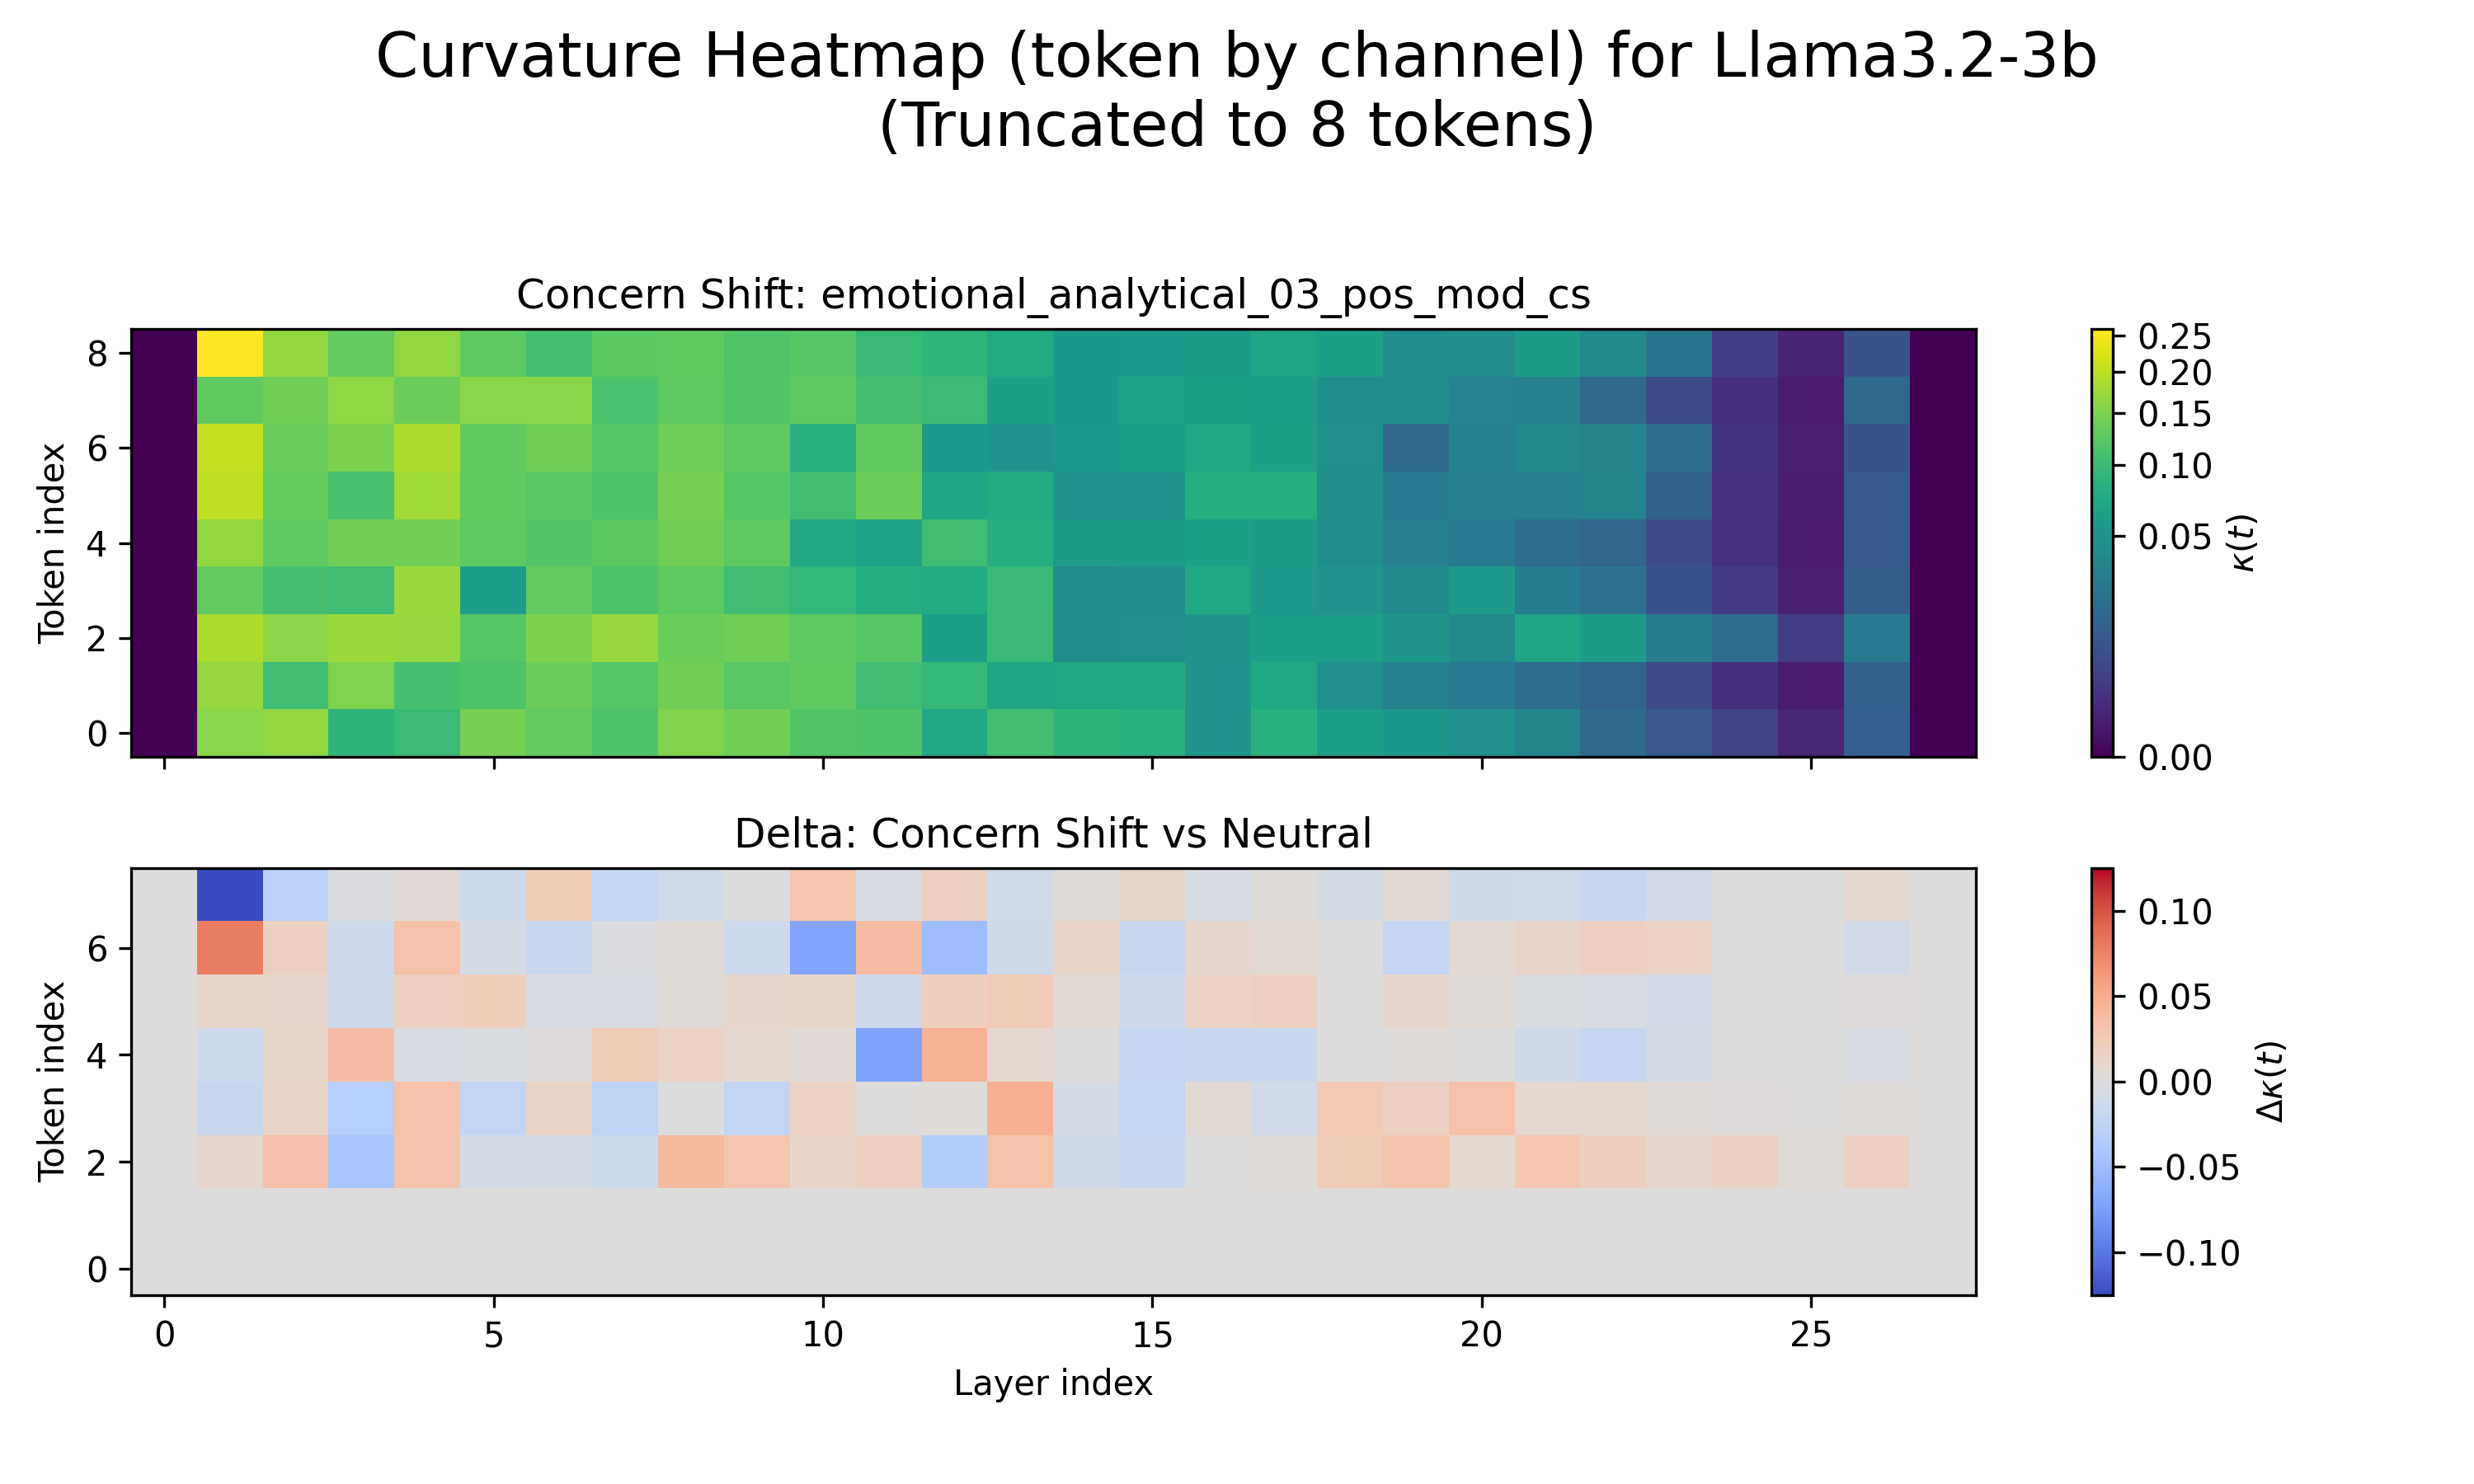 Curvature Heatmap (token by channel) for Llama3.2-3b
(Truncated to 8 tokens)
Concern Shift: emotional_analytical_03_pos_mod_cs
Token index
8
6
4
2
0
0.25
0.20
0.15
0.10
0.05
0.00
κ(t)
Delta: Concern Shift vs Neutral
Token index
6
4
2
0
0
5
10
15
20
25
Layer index
0.10
0.05
0.00
−0.05
−0.10
Δκ(t)